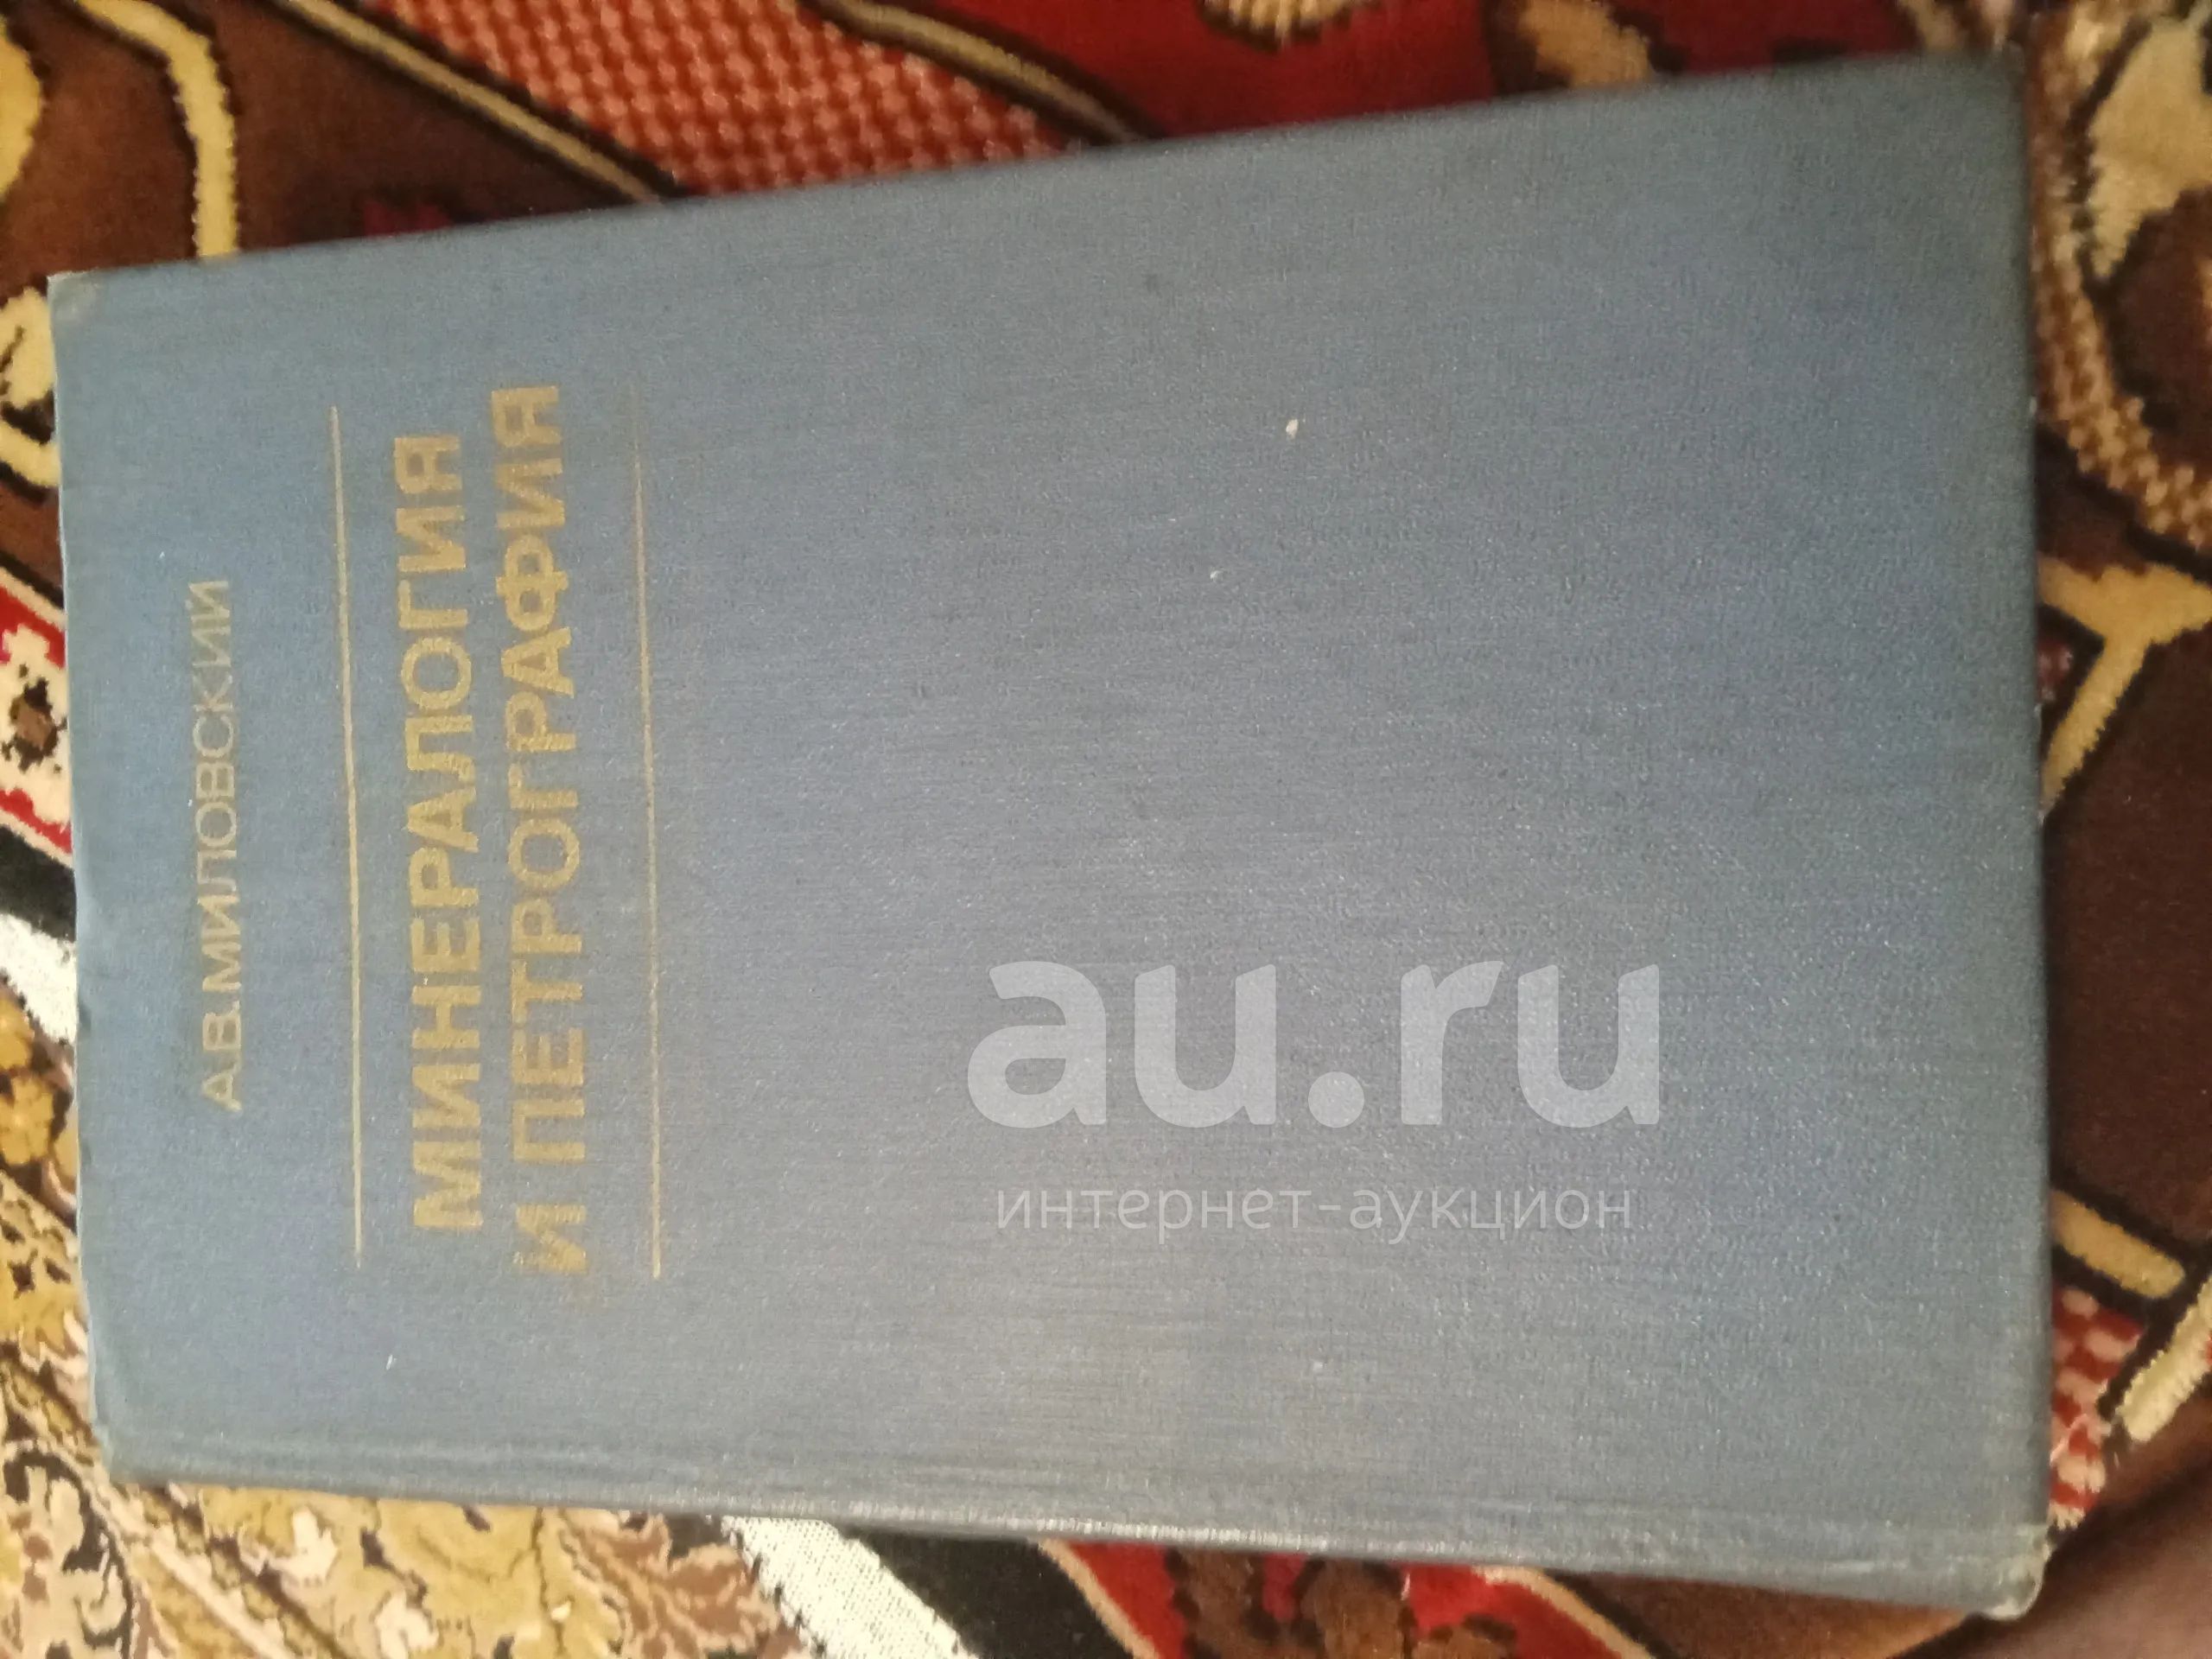 А.В.МИЛОВСКИЙ
МИНЕРАЛОГИЯ
И ПЕТРОГРАФИЯ
au.ru
интернет-аукцион